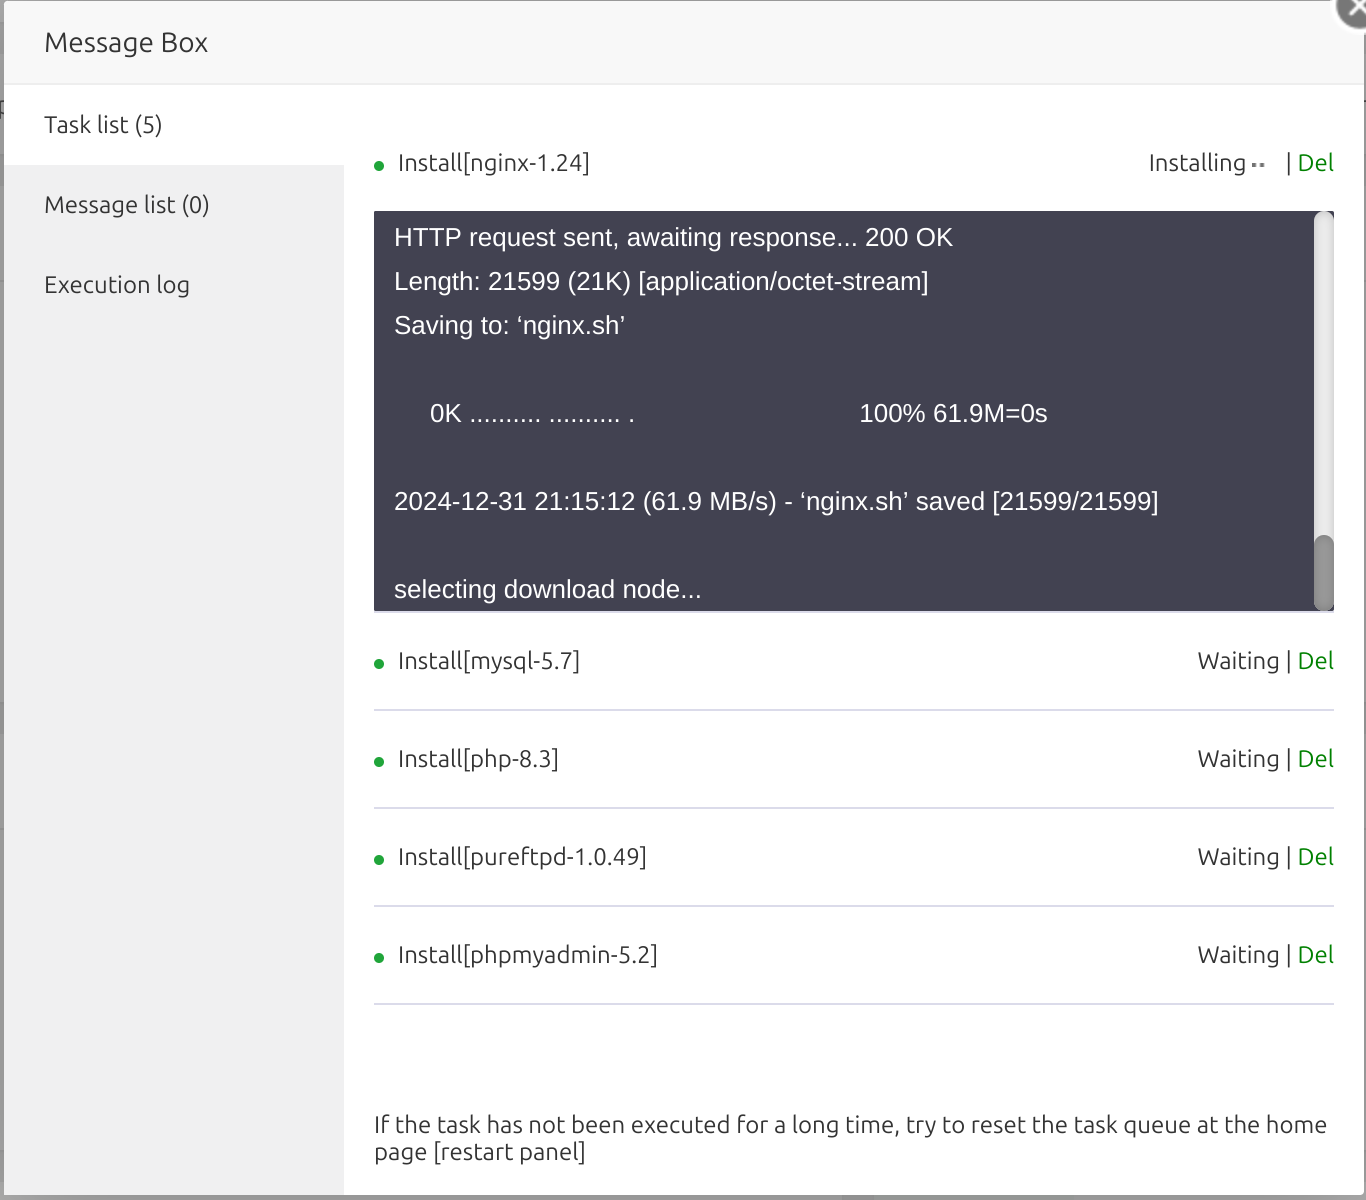 Message Box
Task list (5)
Message list (0)
Execution log
Install[nginx-1.24] Installing | Del
HTTP request sent, awaiting response... 200 OK
Length: 21599 (21K) [application/octet-stream]
Saving to: ‘nginx.sh’
0K .......... .......... . 100% 61.9M=0s
2024-12-31 21:15:12 (61.9 MB/s) - ‘nginx.sh’ saved [21599/21599]
selecting download node...
Install[mysql-5.7] Waiting | Del
Install[php-8.3] Waiting | Del
Install[pureftpd-1.0.49] Waiting | Del
Install[phpmyadmin-5.2] Waiting | Del
If the task has not been executed for a long time, try to reset the task queue at the home
page [restart panel]